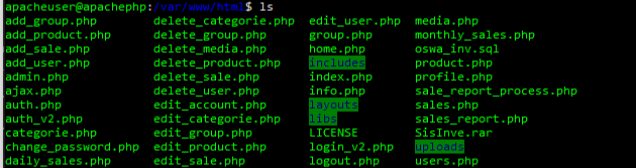 apacheuser@apachephp:/var/www/html$ ls
add_group.php delete_categorie.php edit_user.php media.php
add_product.php delete_group.php group.php monthly_sales.php
add_sale.php delete_media.php home.php oswa_inv.sql
add_user.php delete_product.php includes product.php
admin.php delete_sale.php index.php profile.php
ajax.php delete_user.php info.php sale_report_process.php
auth.php edit_account.php layouts sales.php
auth_v2.php edit_categorie.php libs sales_report.php
categorie.php edit_group.php LICENSE SisInve.rar
change_password.php edit_product.php login_v2.php uploads
daily_sales.php edit_sale.php logout.php users.php